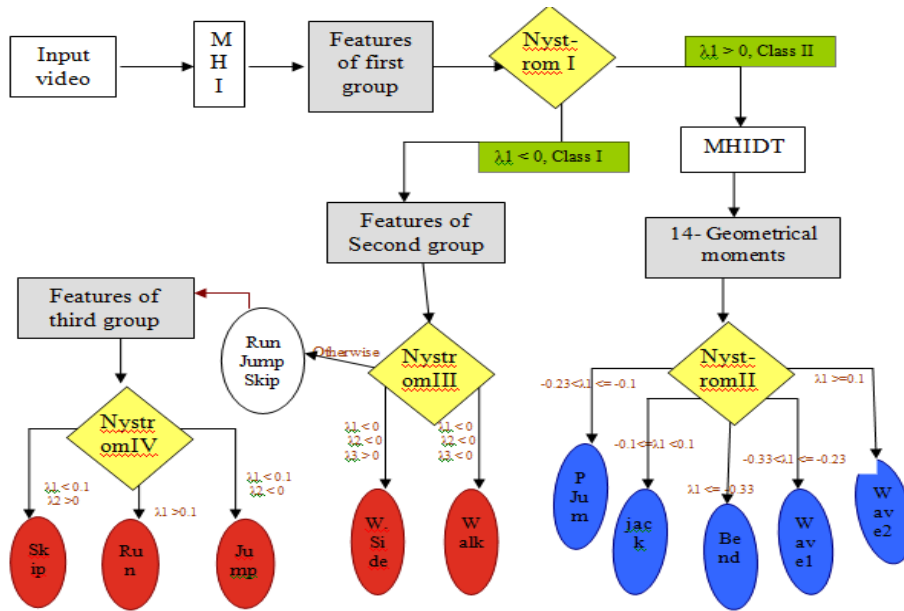 Input
video
M
H
I
Features
of first
group
Nyst-
rom I
λ1 > 0, Class II
λ1 < 0, Class I
MHIDT
Features of
Second group
14- Geometrical
moments
Features of
third group
Run
Jump
Skip
Otherwise
Nystr
omIII
Nyst-
romII
-0.23<λ1 <= -0.1
λ1 >=0.1
Nystr
omIV
λ1 < 0
λ2 < 0
λ3 > 0
λ1 < 0
λ2 < 0
λ3 < 0
-0.1<=λ1 <0.1
-0.33<λ1 <= -0.23
λ1 <= -0.33
λ1 < 0.1
λ2 >0
λ1 >0.1
λ1 < 0.1
λ2 < 0
Sk
ip
Ru
n
Ju
mp
W.
Si
de
W
alk
P
Ju
m
jac
k
Be
nd
W
av
e1
W
av
e2